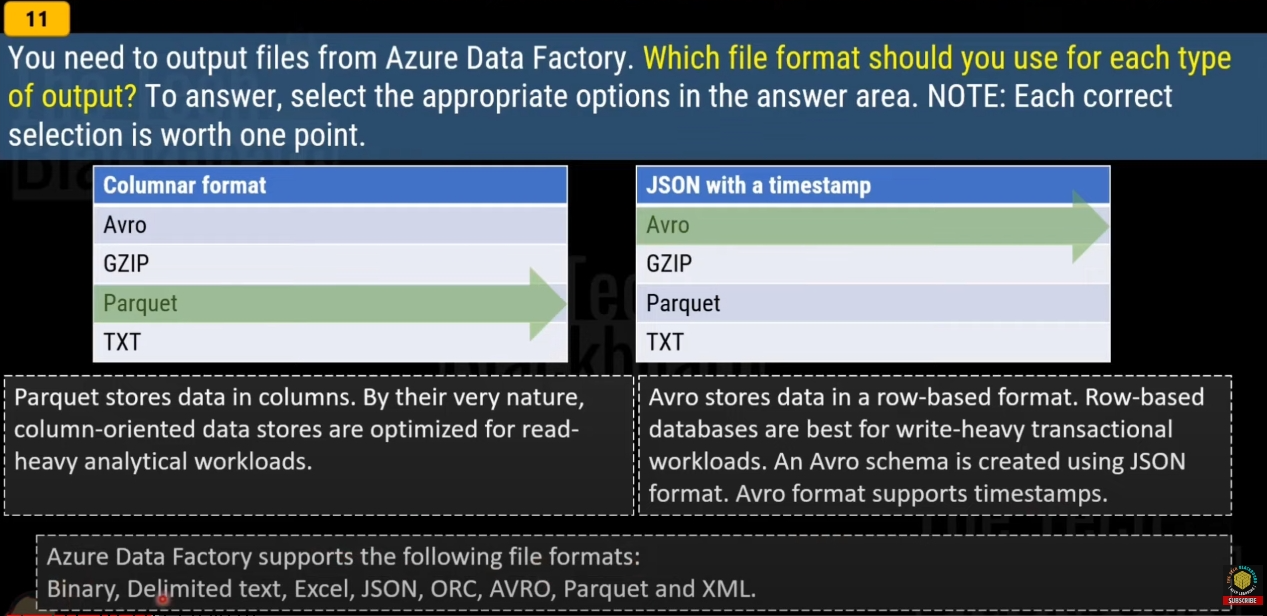 11
You need to output files from Azure Data Factory. Which file format should you use for each type
of output? To answer, select the appropriate options in the answer area. NOTE: Each correct
selection is worth one point.
Columnar format
Avro
GZIP
Parquet
TXT
JSON with a timestamp
Avro
GZIP
Parquet
TXT
Parquet stores data in columns. By their very nature,
column-oriented data stores are optimized for read-
heavy analytical workloads.
Avro stores data in a row-based format. Row-based
databases are best for write-heavy transactional
workloads. An Avro schema is created using JSON
format. Avro format supports timestamps.
Azure Data Factory supports the following file formats:
Binary, Delimited text, Excel, JSON, ORC, AVRO, Parquet and XML.
SUBSCRIBE